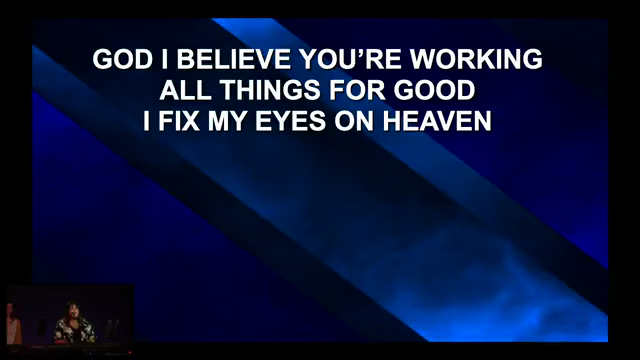 GOD I BELIEVE YOU'RE WORKING
ALL THINGS FOR GOOD
I FIX MY EYES ON HEAVEN